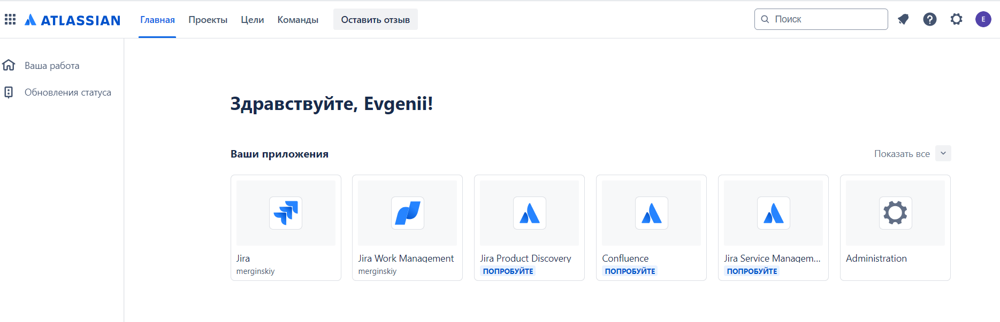 ATLASSIAN
Главная Проекты Цели Команды Оставить отзыв
Поиск
E
Ваша работа
Обновления статуса
Здравствуйте, Evgenii!
Ваши приложения
Показать все
Jira
merginskiy
Jira Work Management
merginskiy
Jira Product Discovery
ПОПРОБУЙТЕ
Confluence
ПОПРОБУЙТЕ
Jira Service Managem...
ПОПРОБУЙТЕ
Administration